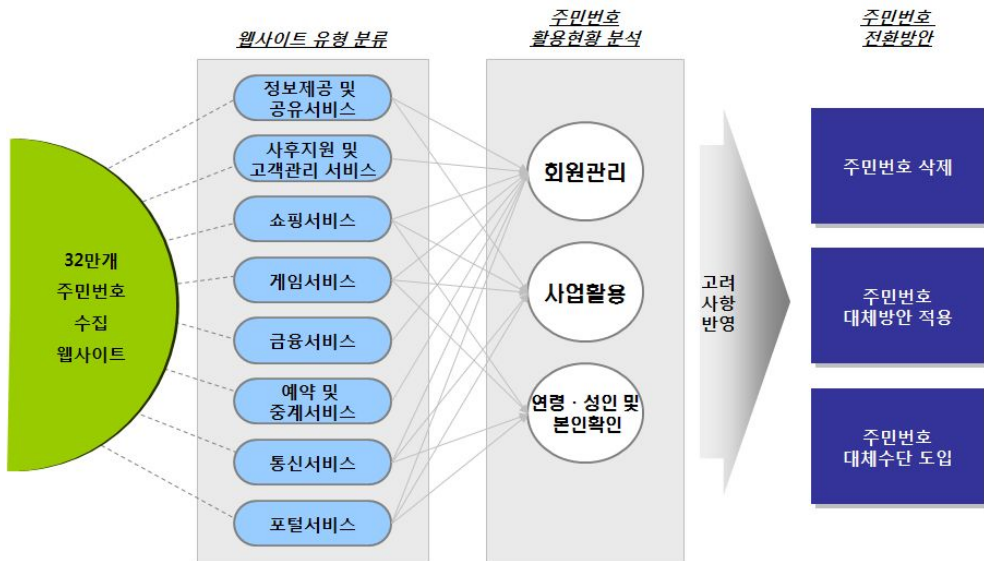 웹사이트 유형 분류
주민번호
활용현황 분석
주민번호
전환방안
32만개
주민번호
수집
웹사이트
정보제공 및
공유서비스
사후지원 및
고객관리 서비스
쇼핑서비스
게임서비스
금융서비스
예약 및
중계서비스
통신서비스
포털서비스
회원관리
사업활용
연령 · 성인 및
본인확인
고려
사항
반영
주민번호 삭제
주민번호
대체방안 적용
주민번호
대체수단 도입